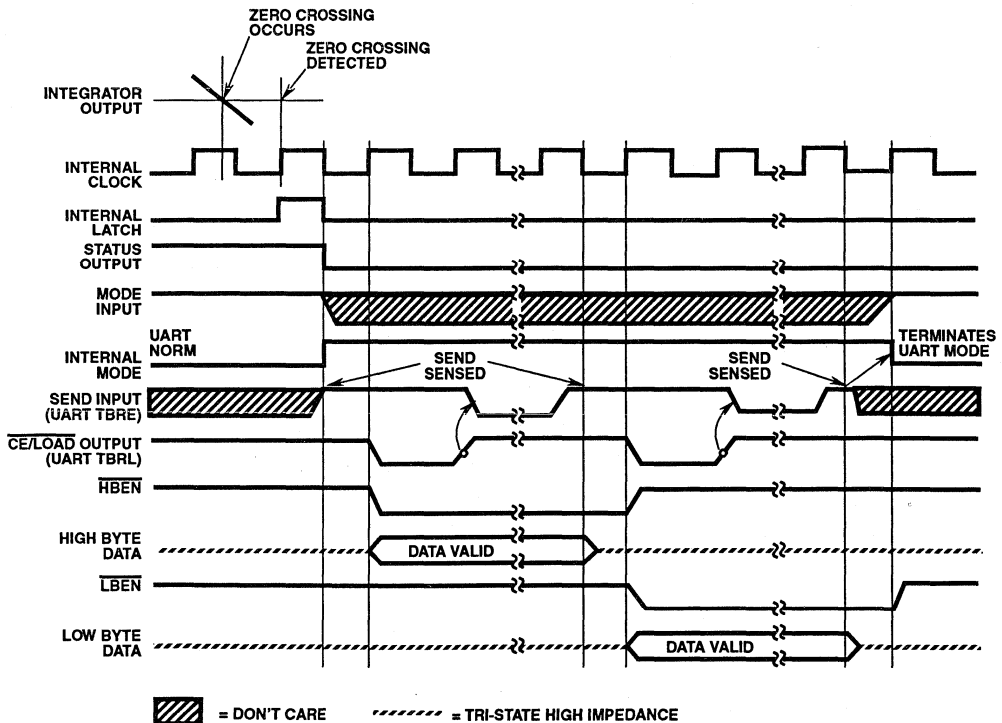 ZERO CROSSING
OCCURS
ZERO CROSSING
DETECTED
INTEGRATOR
OUTPUT
INTERNAL
CLOCK
INTERNAL
LATCH
STATUS
OUTPUT
MODE
INPUT
UART
NORM
TERMINATES
UART MODE
INTERNAL
MODE
SEND
SENSED
SEND
SENSED
SEND INPUT
(UART TBRE)
CE/LOAD OUTPUT
(UART TBRL)
HBEN
HIGH BYTE
DATA
DATA VALID
LBEN
LOW BYTE
DATA
DATA VALID
= DON'T CARE
= TRI-STATE HIGH IMPEDANCE